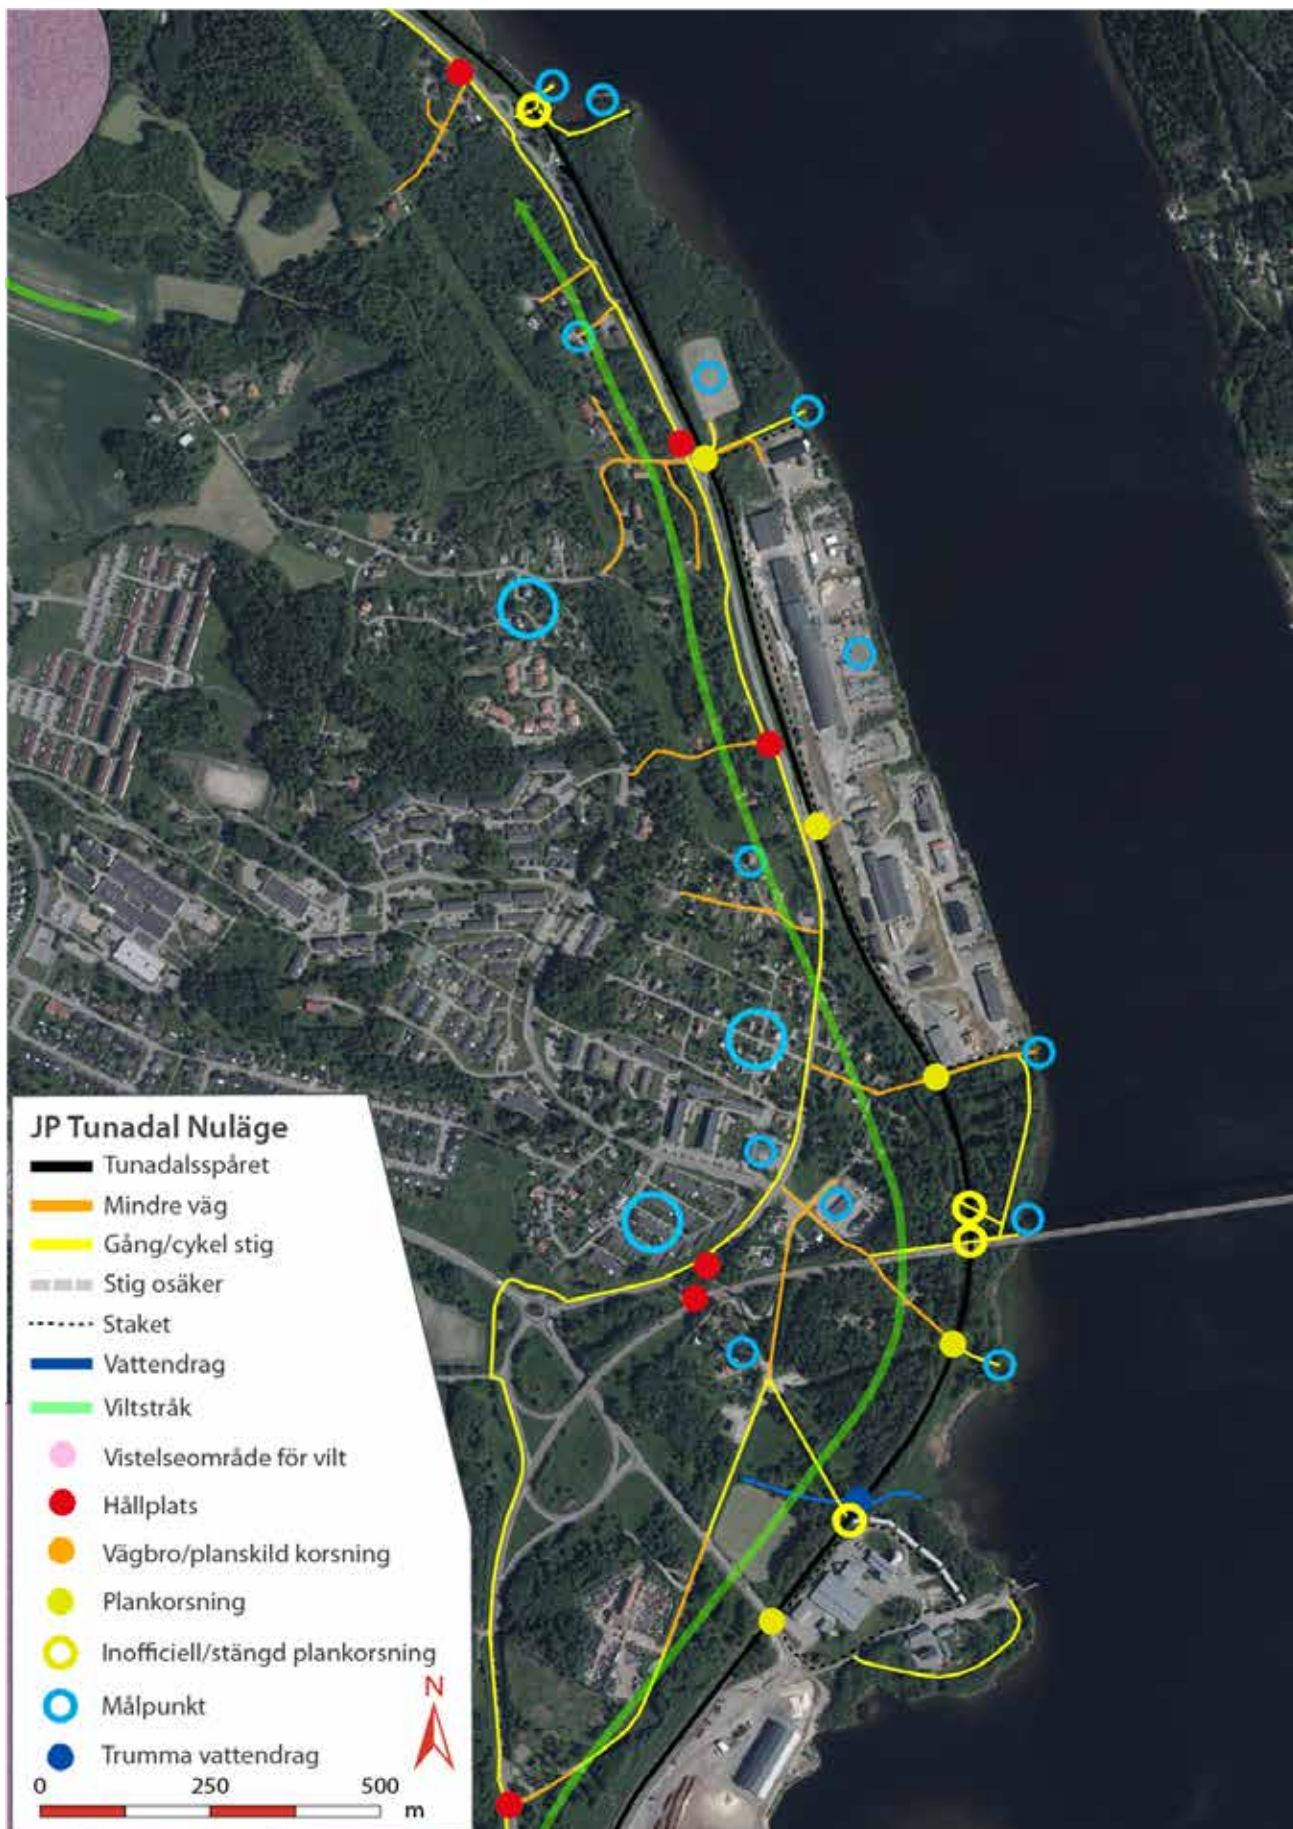 JP Tunadal Nuläge
Tunadalsspåret
Mindre väg
Gång/cykel stig
Stig osäker
Staket
Vattendrag
Viltstråk
Vistelseområde för vilt
Hållplats
Vägbro/planskild korsning
Plankorsning
Inofficiell/stängd plankorsning
N
Målpunkt
Trumma vattendrag
0 250 500
m